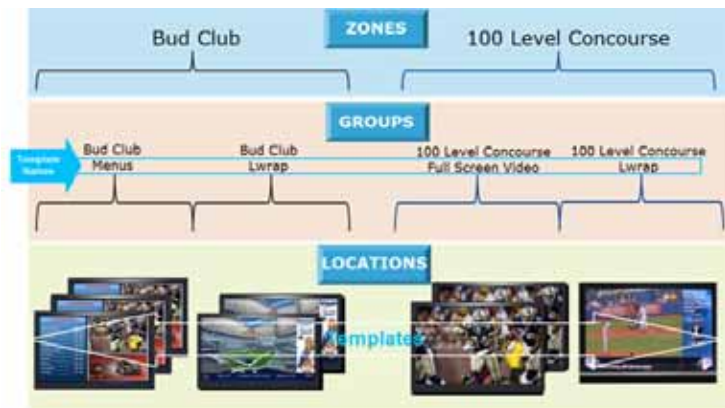 ZONES
Bud Club
100 Level Concourse
GROUPS
Template
Names
Bud Club
Menus
Bud Club
Lwrap
100 Level Concourse
Full Screen Video
100 Level Concourse
Lwrap
LOCATIONS
Templates